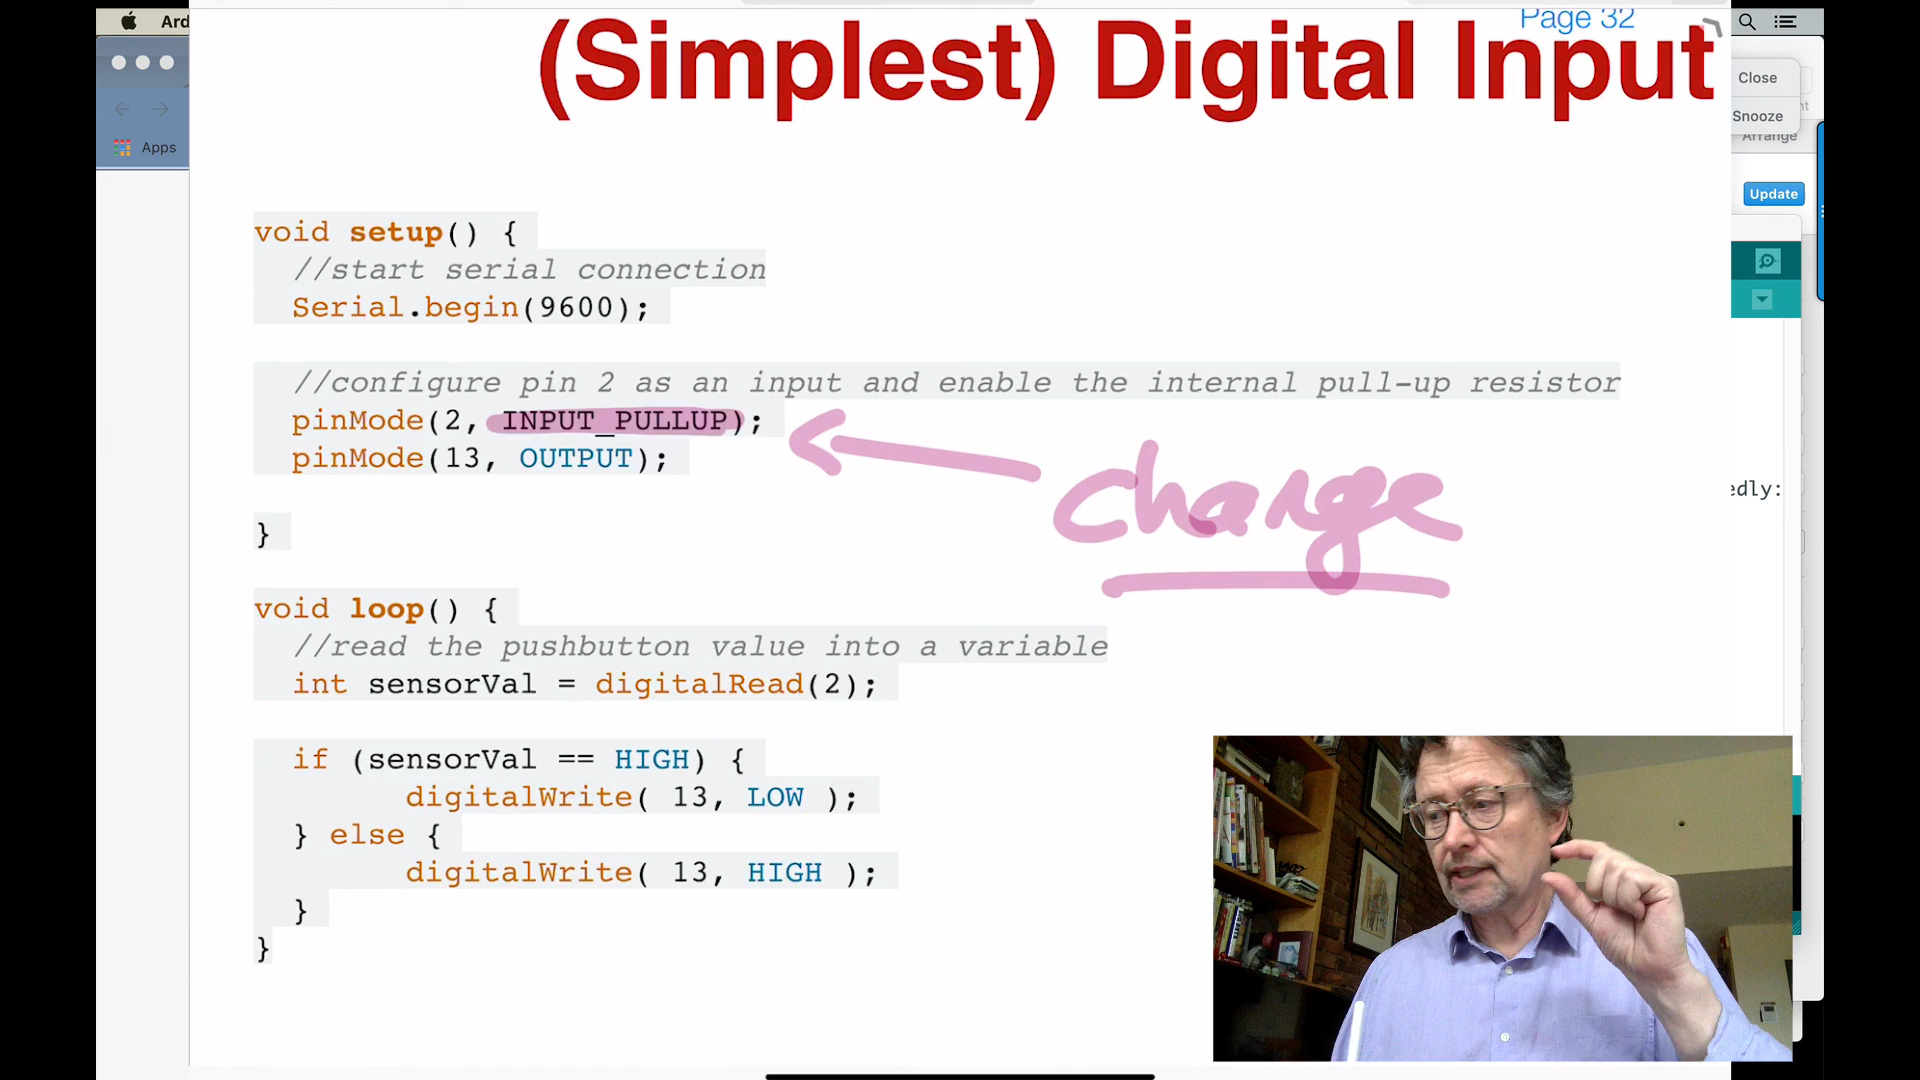 Ard
Page 32
(Simplest) Digital Input
Close
nt
Snooze
Arrange
Apps
Update
void setup() {
//start serial connection
Serial.begin(9600);
//configure pin 2 as an input and enable the internal pull-up resistor
pinMode(2, INPUT_PULLUP);
pinMode(13, OUTPUT);
change
edly:
}
void loop() {
//read the pushbutton value into a variable
int sensorVal = digitalRead(2);
if (sensorVal == HIGH) {
digitalWrite( 13, LOW );
} else {
digitalWrite( 13, HIGH );
}
}